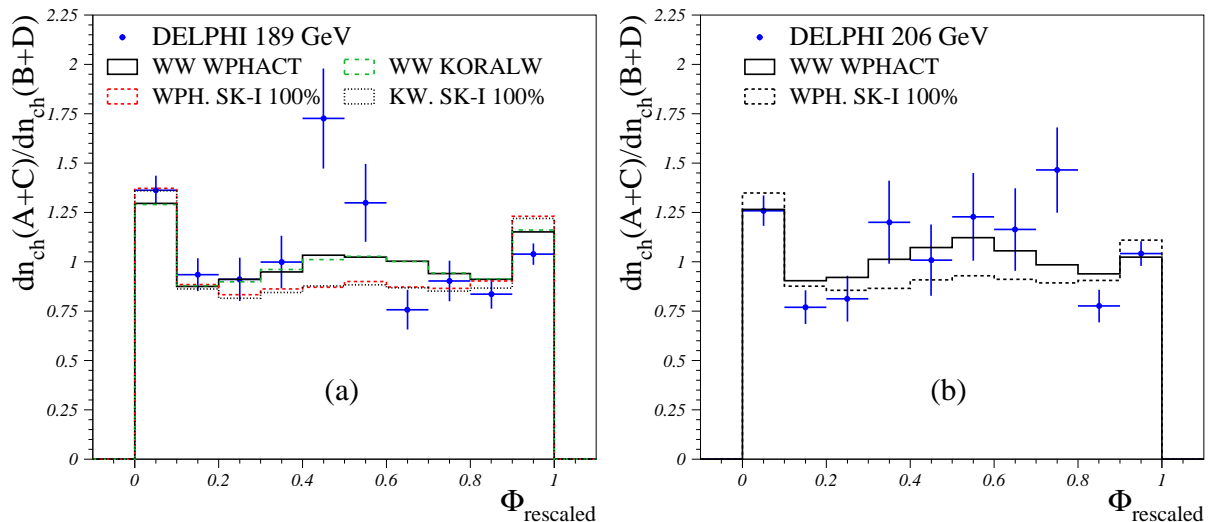 dn_ch(A+C)/dn_ch(B+D)
2.25
2
1.75
1.5
1.25
1
0.75
0.5
0.25
0
DELPHI 189 GeV
WW WPHACT
WW KORALW
WPH. SK-I 100%
KW. SK-I 100%
(a)
0 0.2 0.4 0.6 0.8 1
Φ_rescaled
dn_ch(A+C)/dn_ch(B+D)
2.25
2
1.75
1.5
1.25
1
0.75
0.5
0.25
0
DELPHI 206 GeV
WW WPHACT
WPH. SK-I 100%
(b)
0 0.2 0.4 0.6 0.8 1
Φ_rescaled